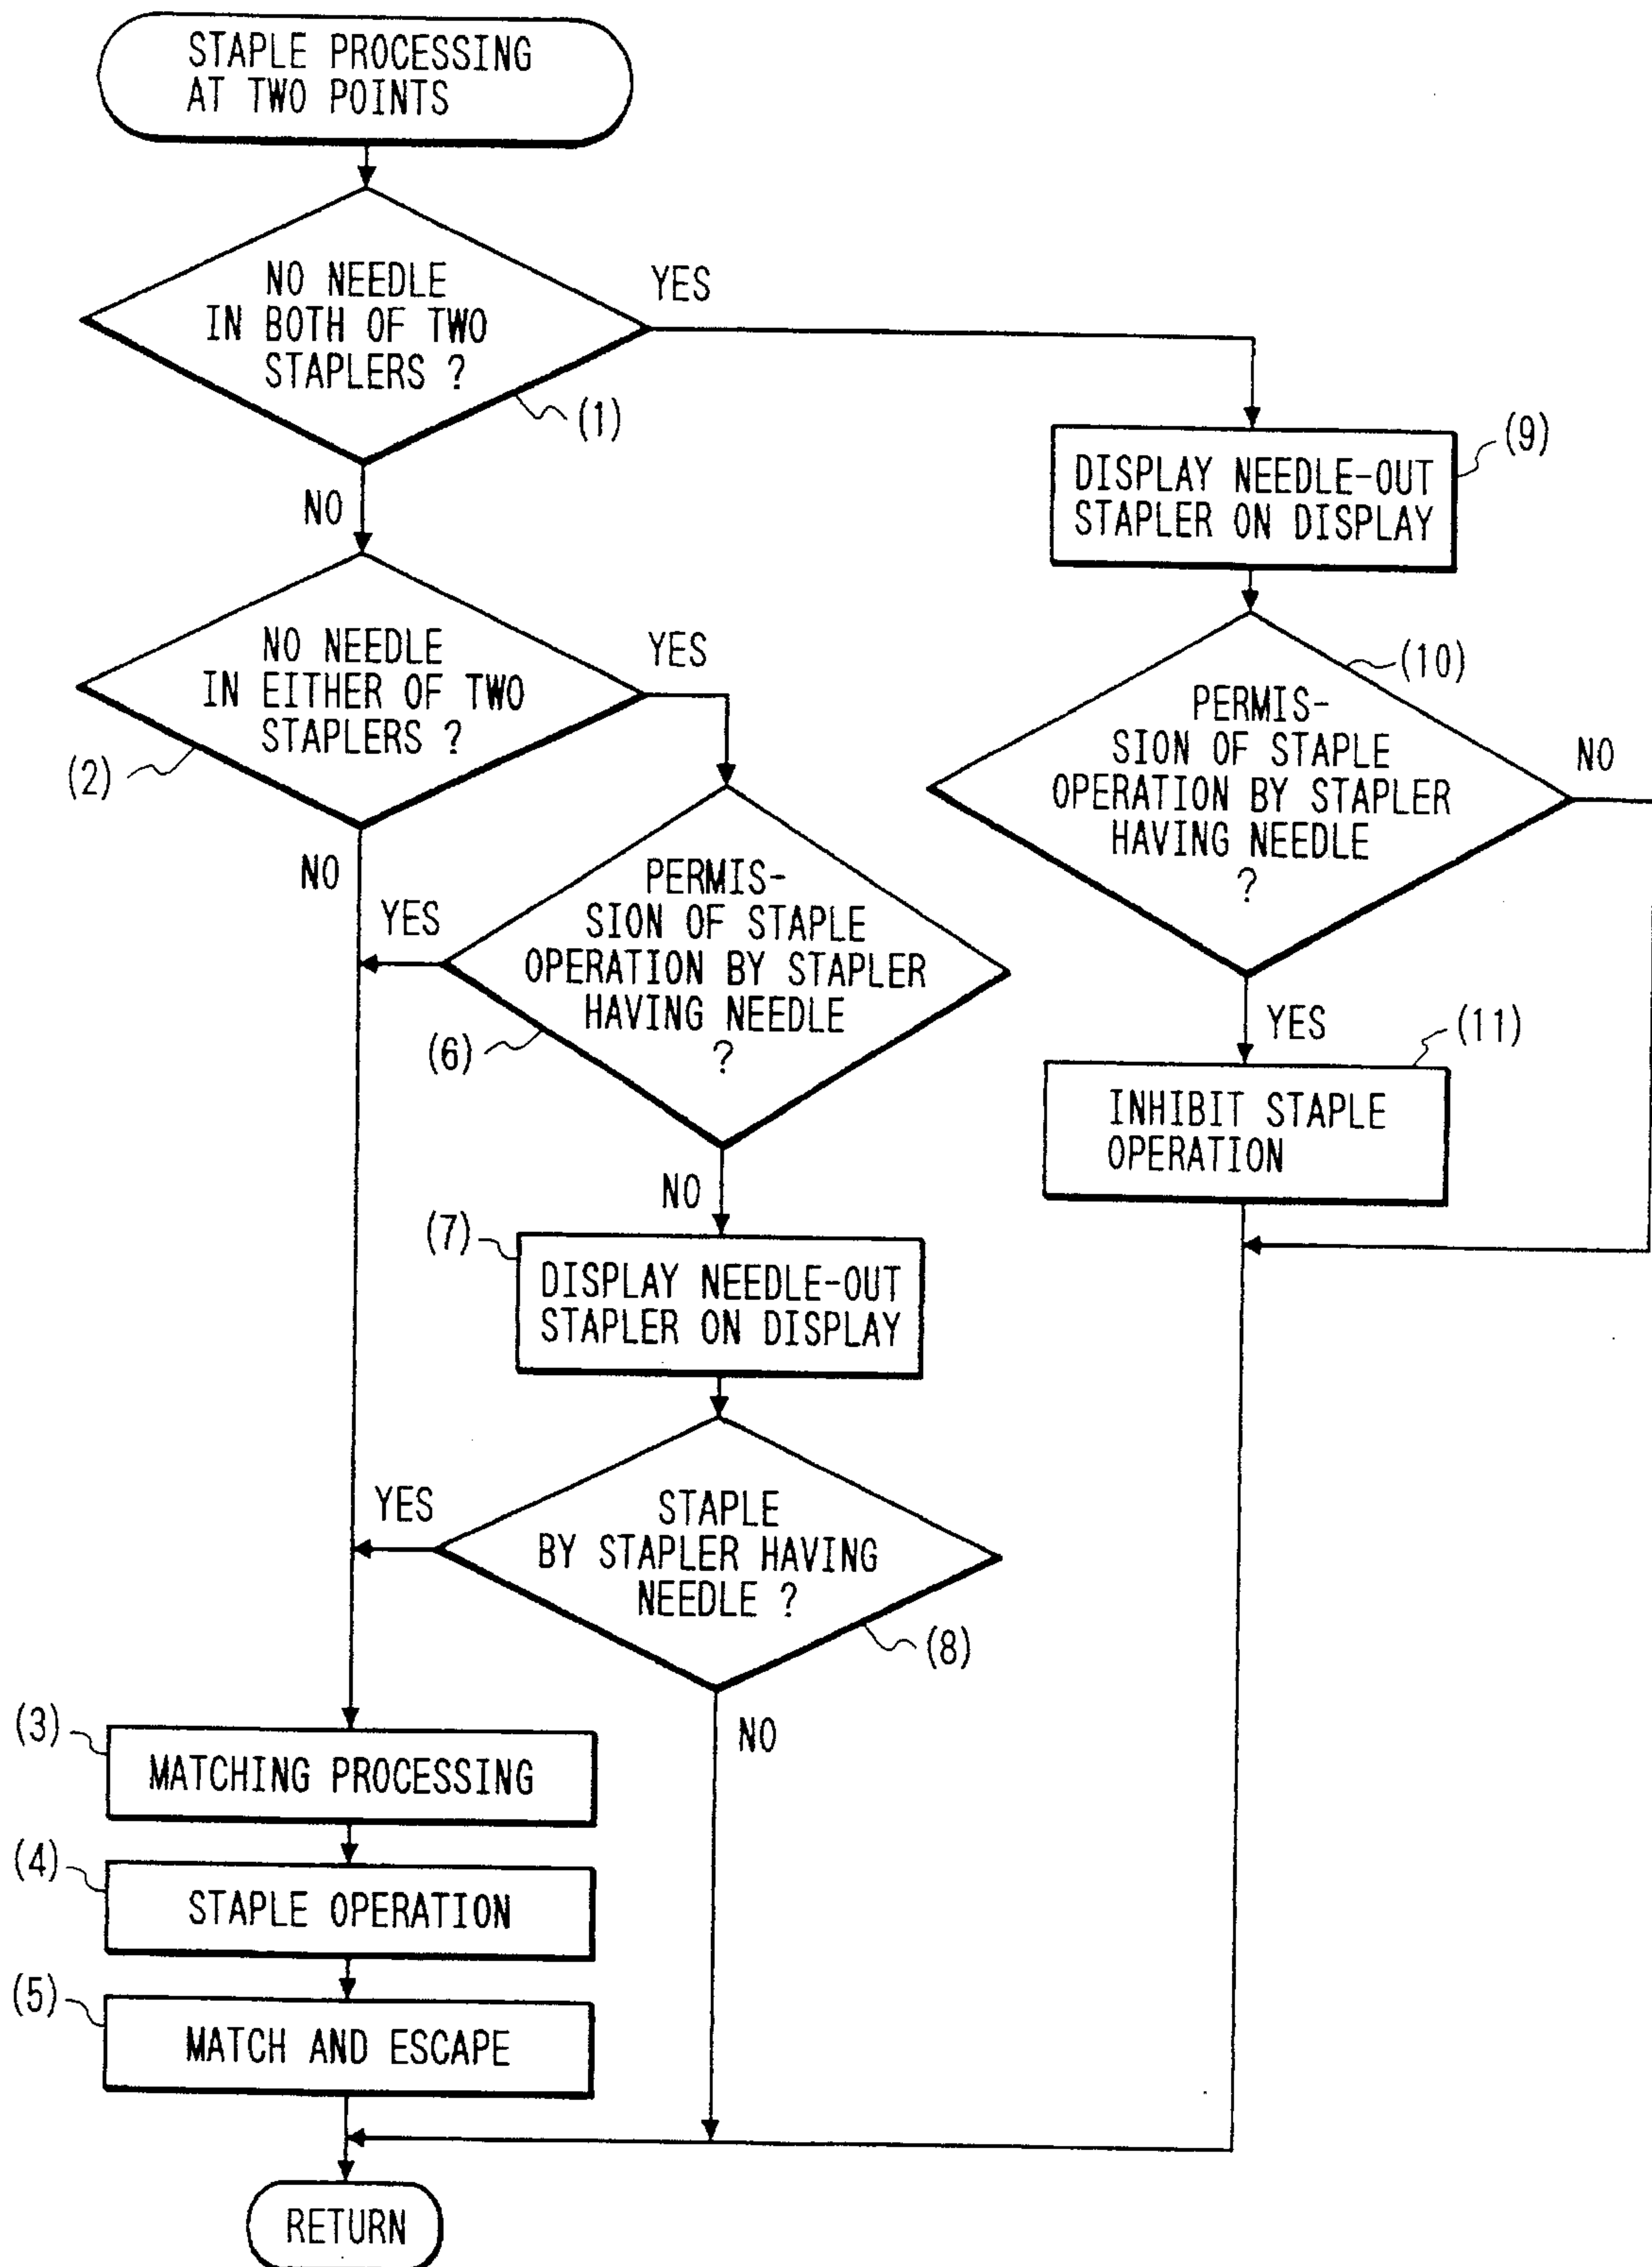 STAPLE PROCESSING
AT TWO POINTS
NO NEEDLE
IN BOTH OF TWO
STAPLERS ?
YES
(1)
NO
NO NEEDLE
IN EITHER OF TWO
STAPLERS ?
YES
(2)
NO
PERMIS-
SION OF STAPLE
OPERATION BY STAPLER
HAVING NEEDLE
?
YES
(6)
NO
(7)
DISPLAY NEEDLE-OUT
STAPLER ON DISPLAY
STAPLE
BY STAPLER HAVING
NEEDLE ?
YES
(8)
NO
(3)
MATCHING PROCESSING
(4)
STAPLE OPERATION
(5)
MATCH AND ESCAPE
RETURN
(9)
DISPLAY NEEDLE-OUT
STAPLER ON DISPLAY
(10)
PERMIS-
SION OF STAPLE
OPERATION BY STAPLER
HAVING NEEDLE
?
NO
YES
(11)
INHIBIT STAPLE
OPERATION